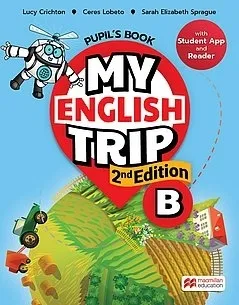 Lucy Crichton • Ceres Lobeto • Sarah Elizabeth Sprague
PUPIL'S BOOK
with
Student App
and
Reader
MY
ENGLISH
TRIP
2nd Edition
B
macmillan
education